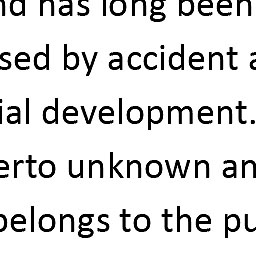 nd has long been
sed by accident a
ial development.
erto unknown an
belongs to the pu